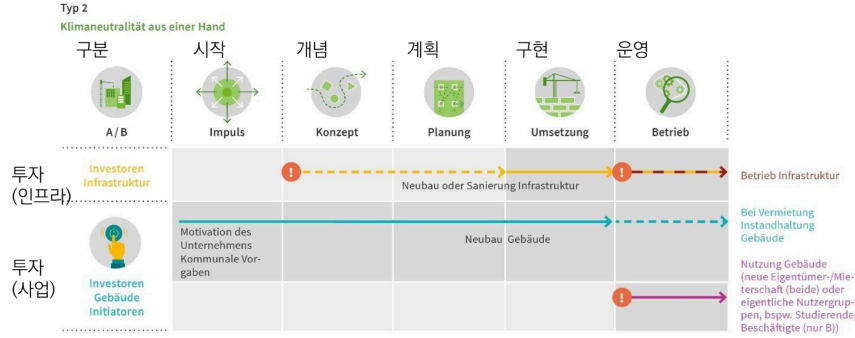 Typ 2
Klimaneutralität aus einer Hand
구분 시작 개념 계획 구현 운영
A / B Impuls Konzept Planung Umsetzung Betrieb
투자
(인프라)
Investoren
Infrastruktur
!
!
Neubau oder Sanierung Infrastruktur
Betrieb Infrastruktur
투자
(사업)
Investoren
Gebäude
Initiatoren
Motivation des
Unternehmens
Kommunale Vor-
gaben
Neubau Gebäude
Bei Vermietung
Instandhaltung
Gebäude
!
Nutzung Gebäude
(neue Eigentümer-/Mie-
terschaft (beide) oder
eigentliche Nutzergrup-
pen, bspw. Studierende,
Beschäftigte (nur B))